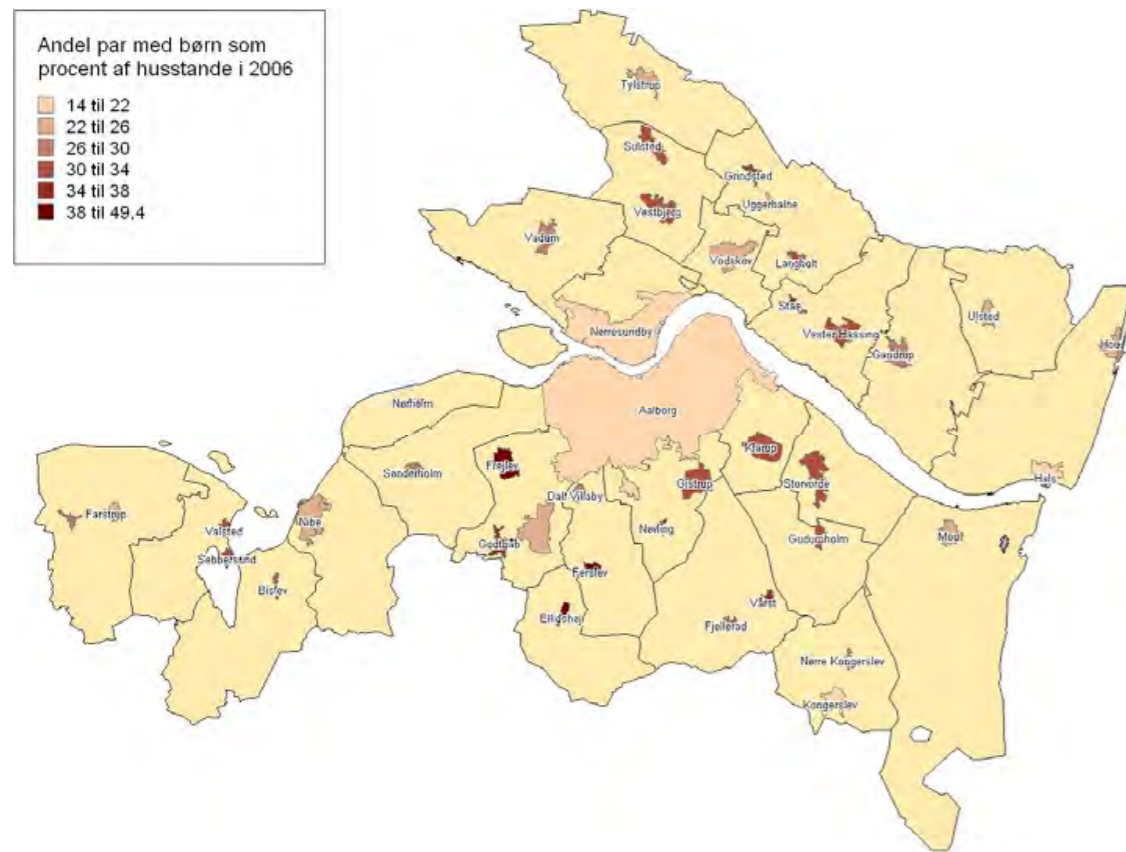 Andel par med børn som
procent af husstande i 2006
14 til 22
22 til 26
26 til 30
30 til 34
34 til 38
38 til 49,4
Tylstrup
Sulsted
Grindsted
Vestbjerg
Uggerhalne
Vadum
Vodskov
Langholt
Stae
Ulsted
Nørresundby
Vester Hassing
Gandrup
Hou
Nørholm
Aalborg
Klarup
Sønderholm
Frejlev
Gistrup
Storvorde
Hals
Dall Villaby
Farstrup
Valsted
Nibe
Nøvling
Godthåb
Gudumholm
Mou
Sebbersund
Bislev
Ferslev
Ellidshøj
Vårst
Fjellerad
Nørre Kongerslev
Kongerslev